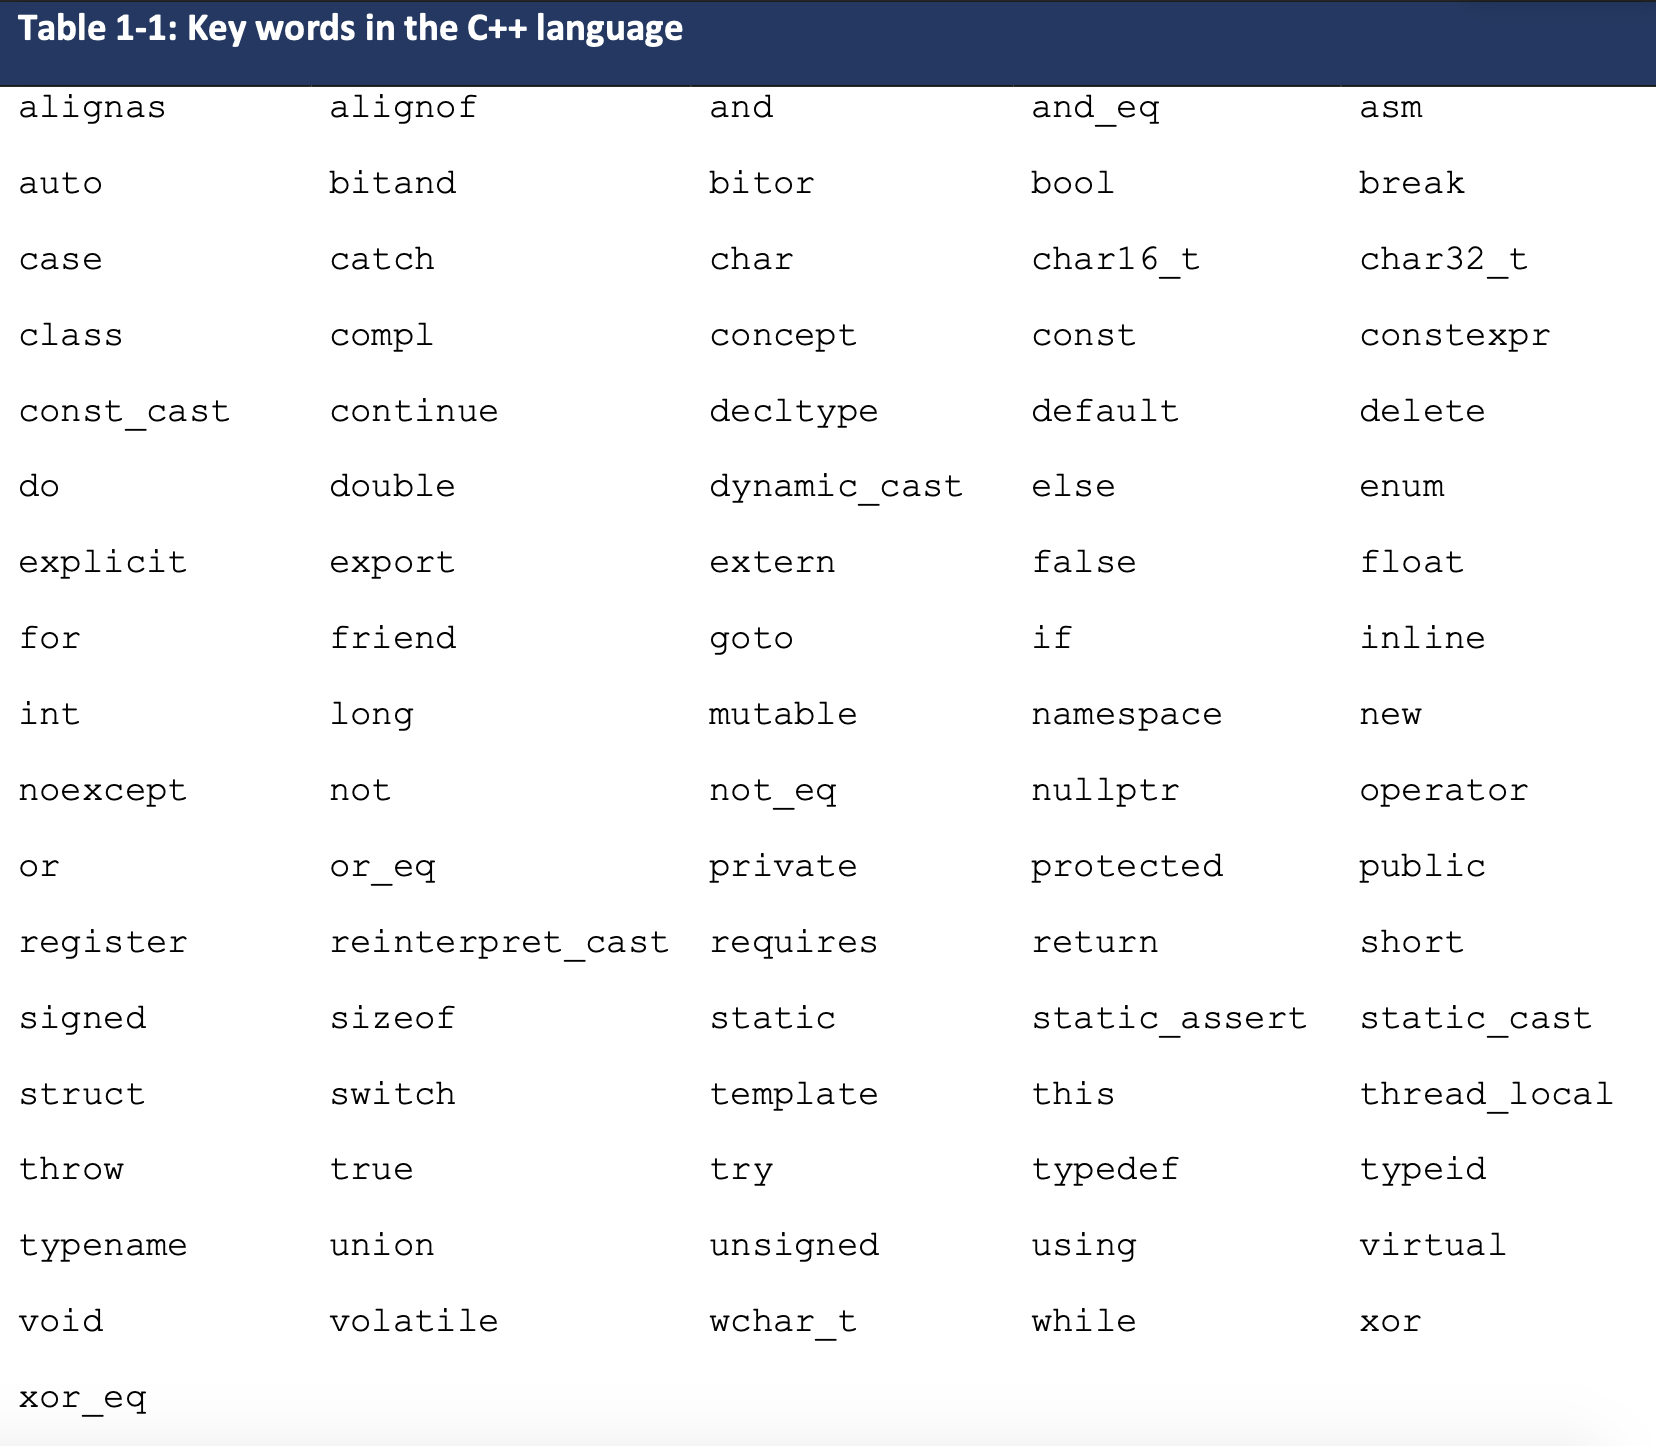 Table 1-1: Key words in the C++ language
alignas alignof and and_eq asm
auto bitand bitor bool break
case catch char char16_t char32_t
class compl concept const constexpr
const_cast continue decltype default delete
do double dynamic_cast else enum
explicit export extern false float
for friend goto if inline
int long mutable namespace new
noexcept not not_eq nullptr operator
or or_eq private protected public
register reinterpret_cast requires return short
signed sizeof static static_assert static_cast
struct switch template this thread_local
throw true try typedef typeid
typename union unsigned using virtual
void volatile wchar_t while xor
xor_eq